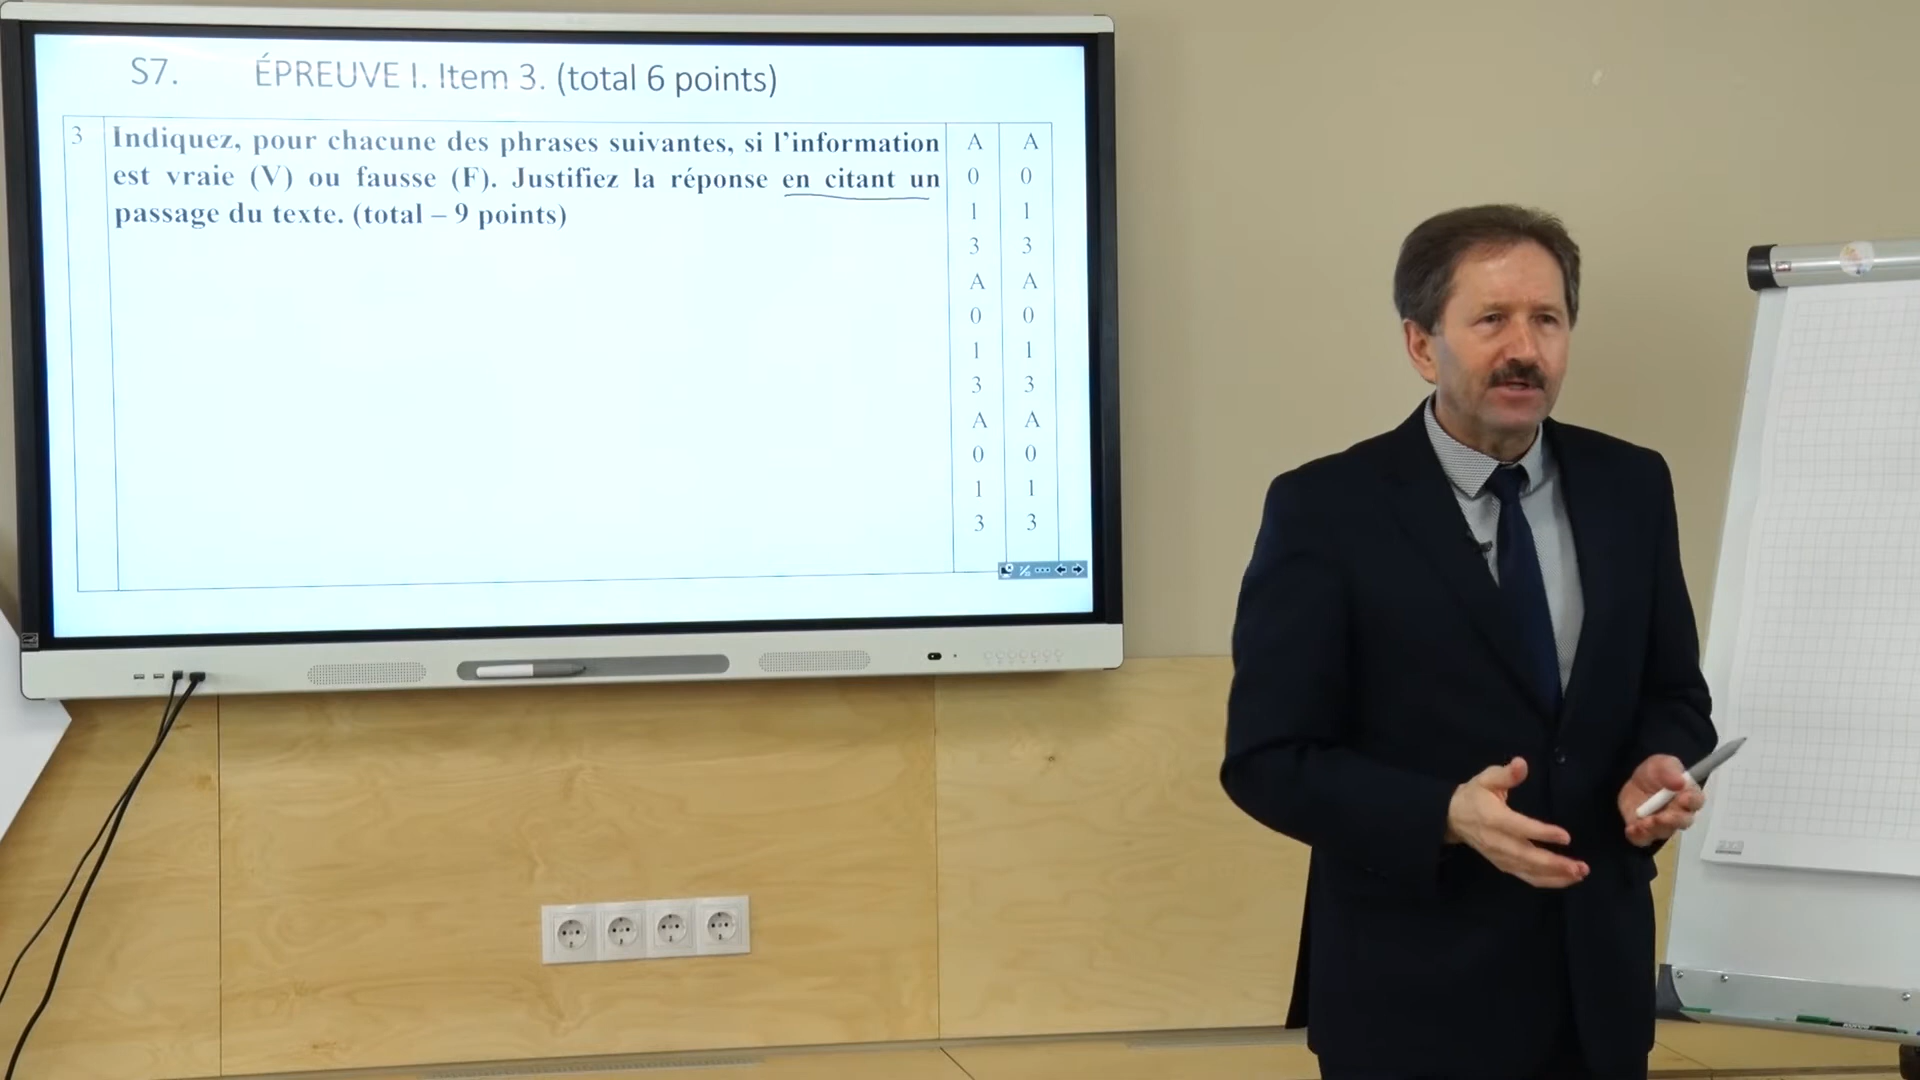 S7. ÉPREUVE I. Item 3. (total 6 points)
3 Indiquez, pour chacune des phrases suivantes, si l'information
est vraie (V) ou fausse (F). Justifiez la réponse en citant un
passage du texte. (total – 9 points)
A A
0 0
1 1
3 3
A A
0 0
1 1
3 3
A A
0 0
1 1
3 3